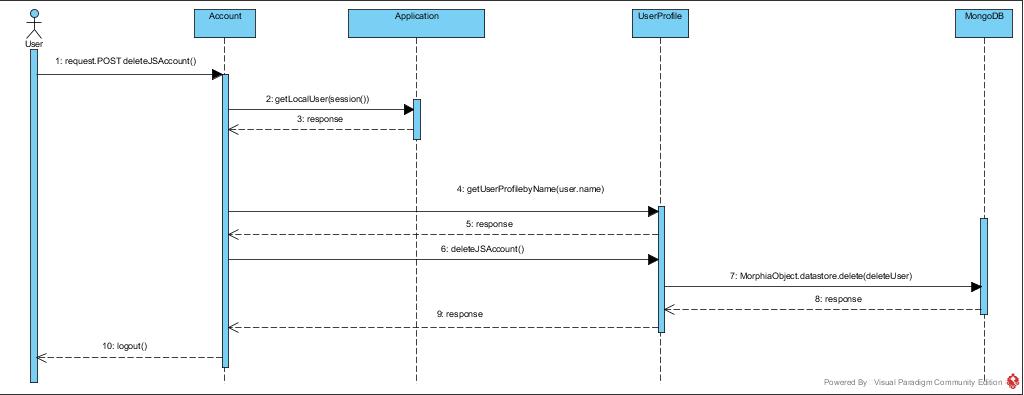 Account
Application
UserProfile
MongoDB
User
1: request.POST deleteJSAccount()
2: getLocalUser(session())
3: response
4: getUserProfilebyName(user.name)
5: response
6: deleteJSAccount()
7: MorphiaObject.datastore.delete(deleteUser)
8: response
9: response
10: logout()
Powered By Visual Paradigm Community Edition